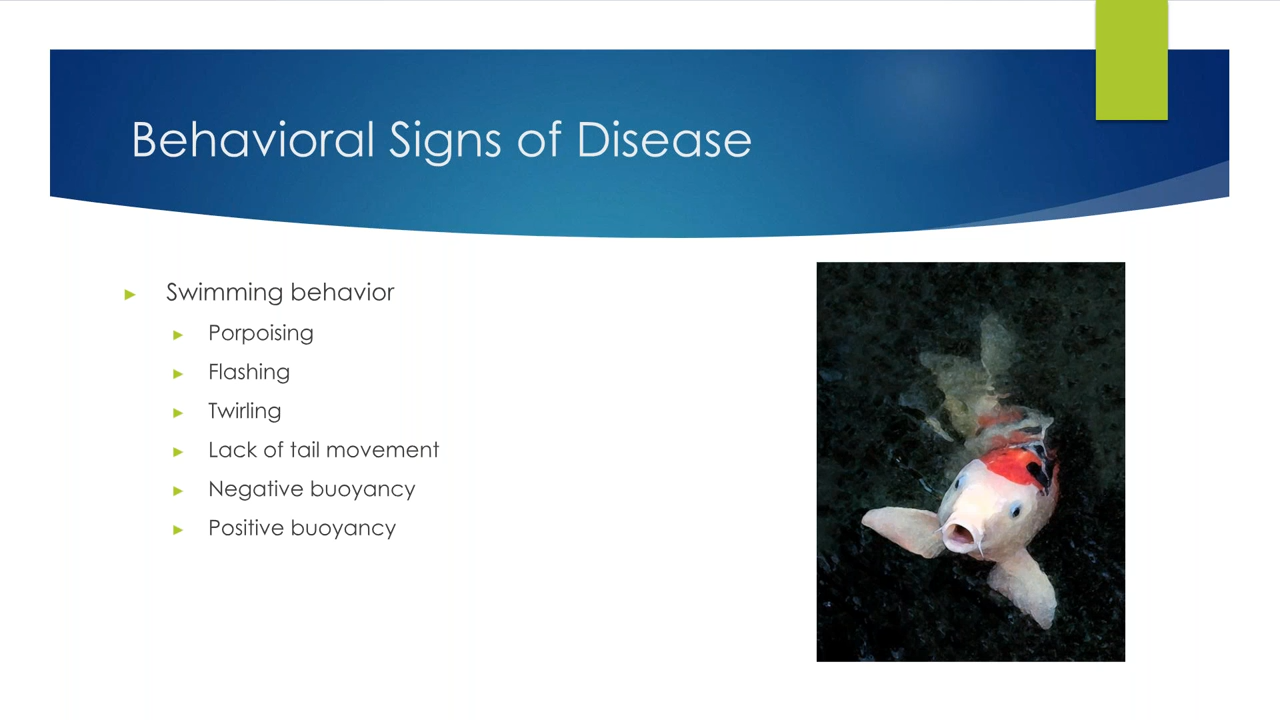 Behavioral Signs of Disease
Swimming behavior
Porpoising
Flashing
Twirling
Lack of tail movement
Negative buoyancy
Positive buoyancy